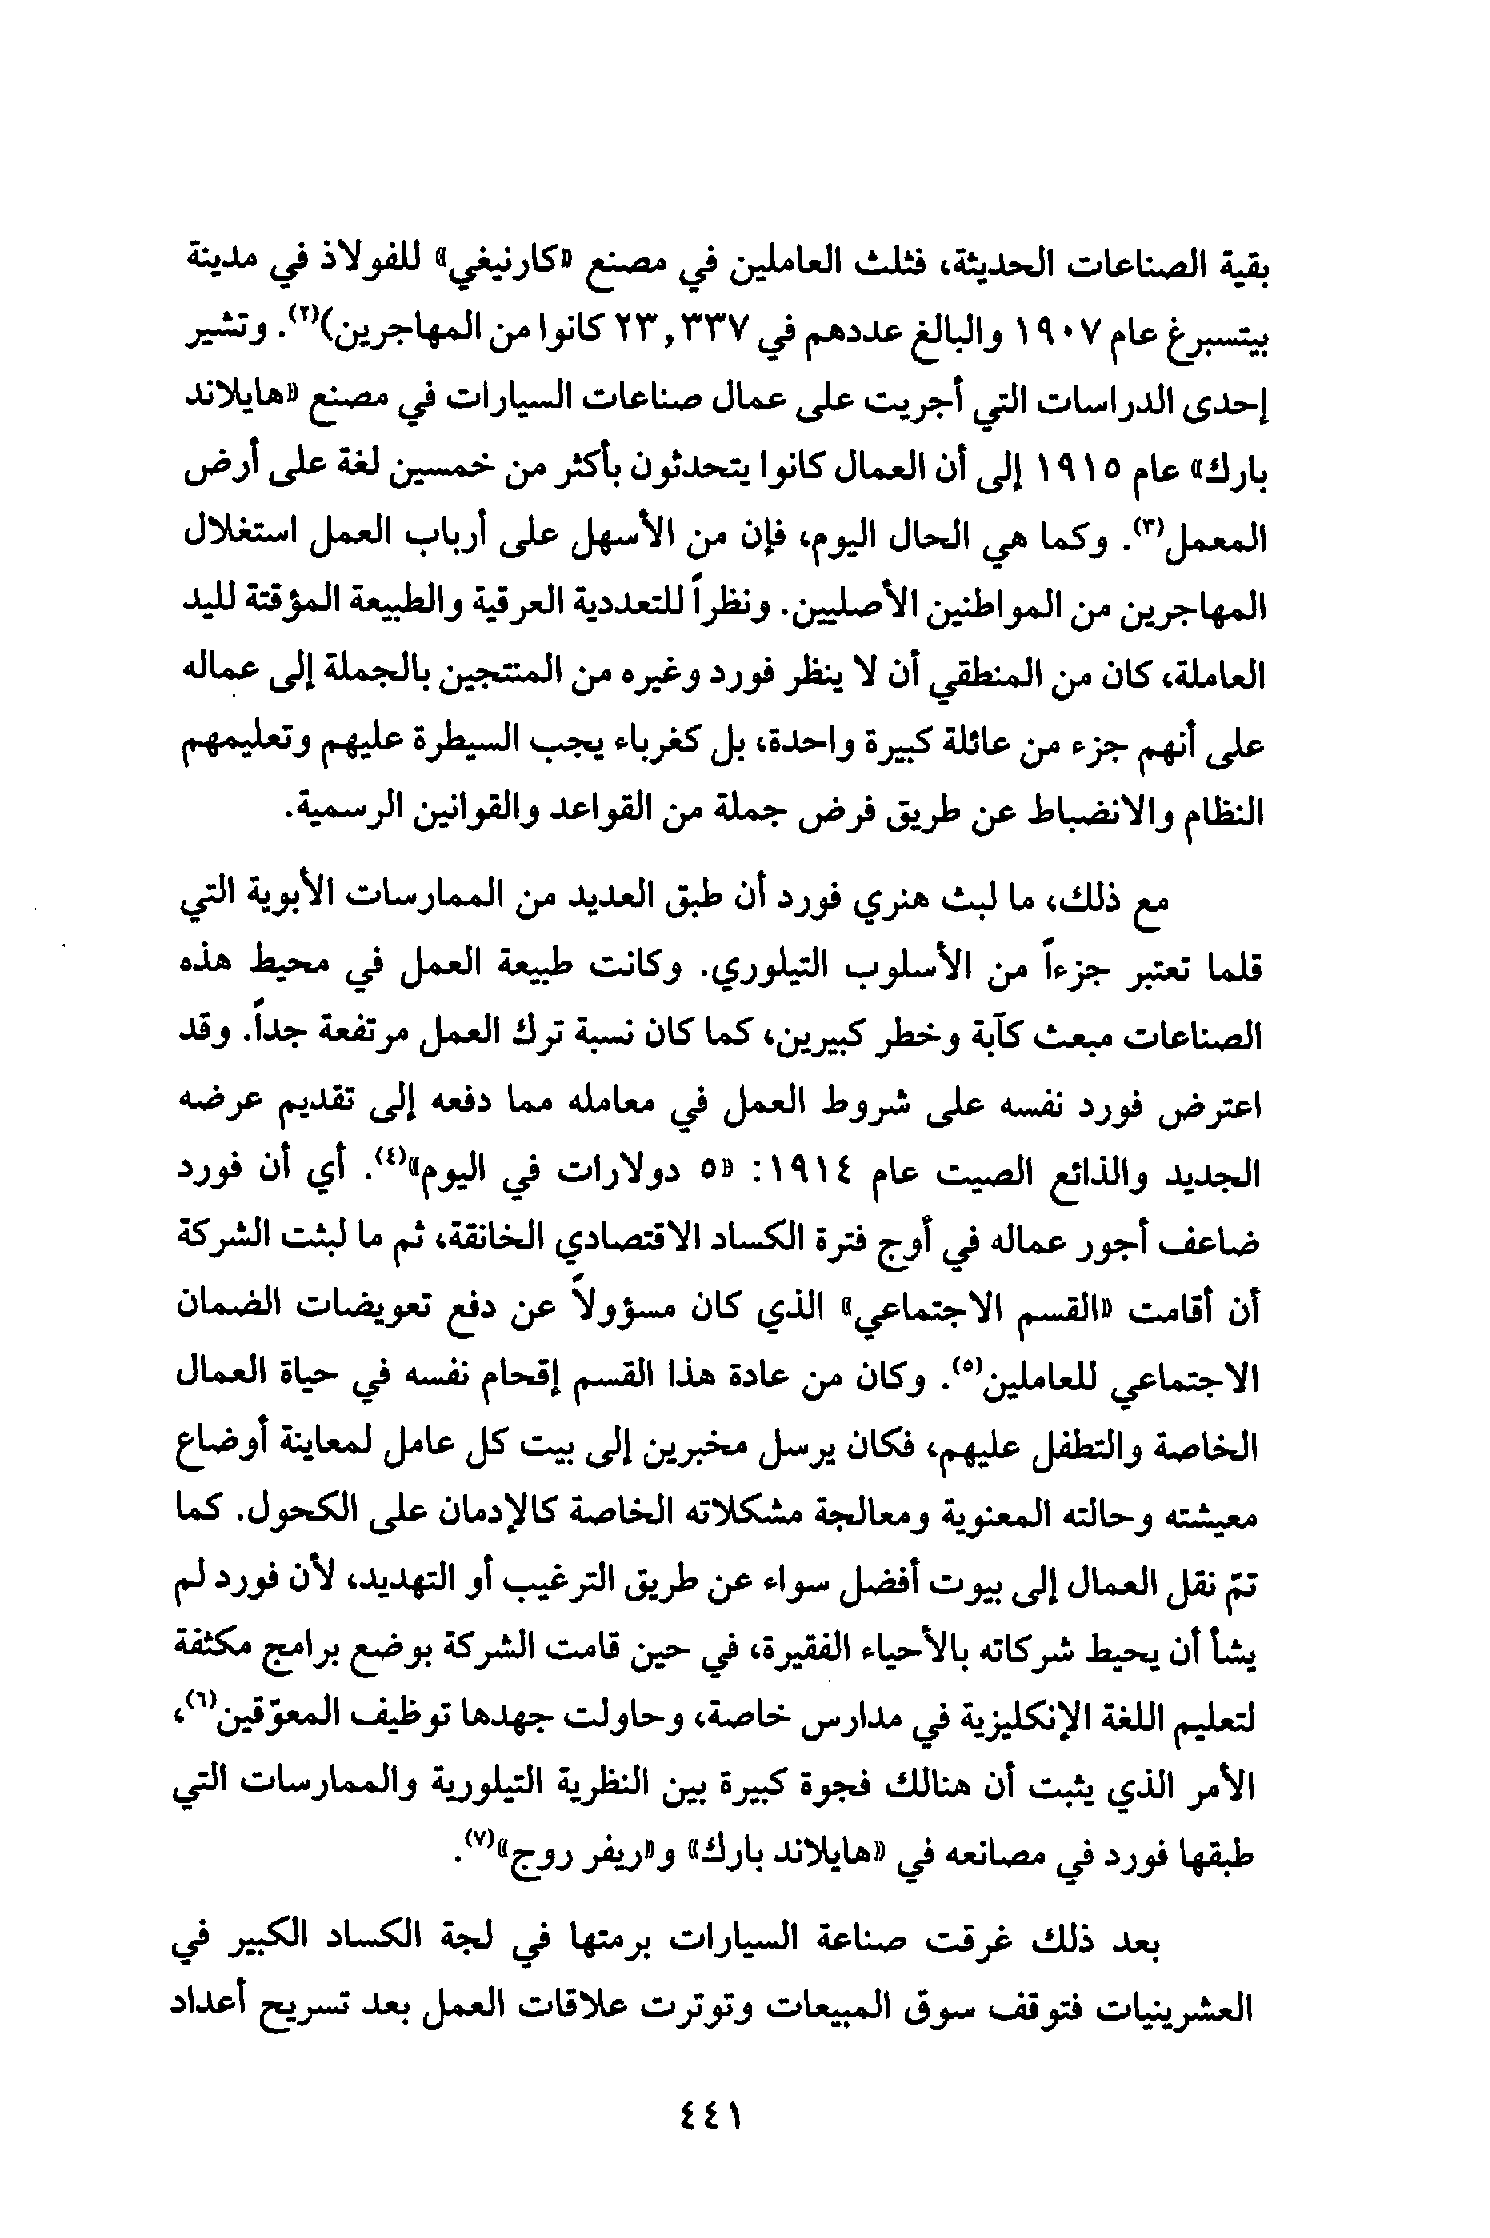 بقية الصناعات الحديثة، فثلث العاملين في مصنع «كارنيغي» للفولاذ في مدينة
بيتسبرغ عام ١٩٠٧ والبالغ عددهم في ٢٣,٣٣٧ كانوا من المهاجرين)(٢). وتشير
إحدى الدراسات التي أجريت على عمال صناعات السيارات في مصنع «هايلاند
بارك» عام ١٩١٥ إلى أن العمال كانوا يتحدثون بأكثر من خمسين لغة على أرض
المعمل(٣). وكما هي الحال اليوم، فإن من الأسهل على أرباب العمل استغلال
المهاجرين من المواطنين الأصليين. ونظراً للتعددية العرقية والطبيعة المؤقتة لليد
العاملة، كان من المنطقي أن لا ينظر فورد وغيره من المنتجين بالجملة إلى عماله
على أنهم جزء من عائلة كبيرة واحدة، بل كغرباء يجب السيطرة عليهم وتعليمهم
النظام والانضباط عن طريق فرض جملة من القواعد والقوانين الرسمية.
مع ذلك، ما لبث هنري فورد أن طبق العديد من الممارسات الأبوية التي
قلما تعتبر جزءاً من الأسلوب التيلوري. وكانت طبيعة العمل في محيط هذه
الصناعات مبعث كآبة وخطر كبيرين، كما كان نسبة ترك العمل مرتفعة جداً. وقد
اعترض فورد نفسه على شروط العمل في معامله مما دفعه إلى تقديم عرضه
الجديد والذائع الصيت عام ١٩١٤: «٥ دولارات في اليوم»(٤). أي أن فورد
ضاعف أجور عماله في أوج فترة الكساد الاقتصادي الخانقة، ثم ما لبثت الشركة
أن أقامت «القسم الاجتماعي» الذي كان مسؤولاً عن دفع تعويضات الضمان
الاجتماعي للعاملين(٥). وكان من عادة هذا القسم إقحام نفسه في حياة العمال
الخاصة والتطفل عليهم، فكان يرسل مخبرين إلى بيت كل عامل لمعاينة أوضاع
معيشته وحالته المعنوية ومعالجة مشكلاته الخاصة كالإدمان على الكحول. كما
تمّ نقل العمال إلى بيوت أفضل سواء عن طريق الترغيب أو التهديد، لأن فورد لم
يشأ أن يحيط شركاته بالأحياء الفقيرة، في حين قامت الشركة بوضع برامج مكثفة
لتعليم اللغة الإنكليزية في مدارس خاصة، وحاولت جهدها توظيف المعوّقين(٦)،
الأمر الذي يثبت أن هنالك فجوة كبيرة بين النظرية التيلورية والممارسات التي
طبقها فورد في مصانعه في «هايلاند بارك» و«ريفر روج»(٧).
بعد ذلك غرقت صناعة السيارات برمتها في لجة الكساد الكبير في
العشرينيات فتوقف سوق المبيعات وتوترت علاقات العمل بعد تسريح أعداد
٤٤١